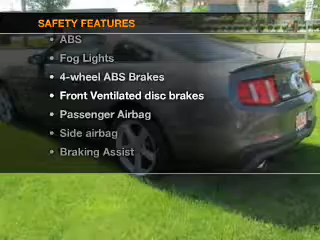 SAFETY FEATURES
• ABS
• Fog Lights
• 4-wheel ABS Brakes
• Front Ventilated disc brakes
• Passenger Airbag
• Side airbag
• Braking Assist